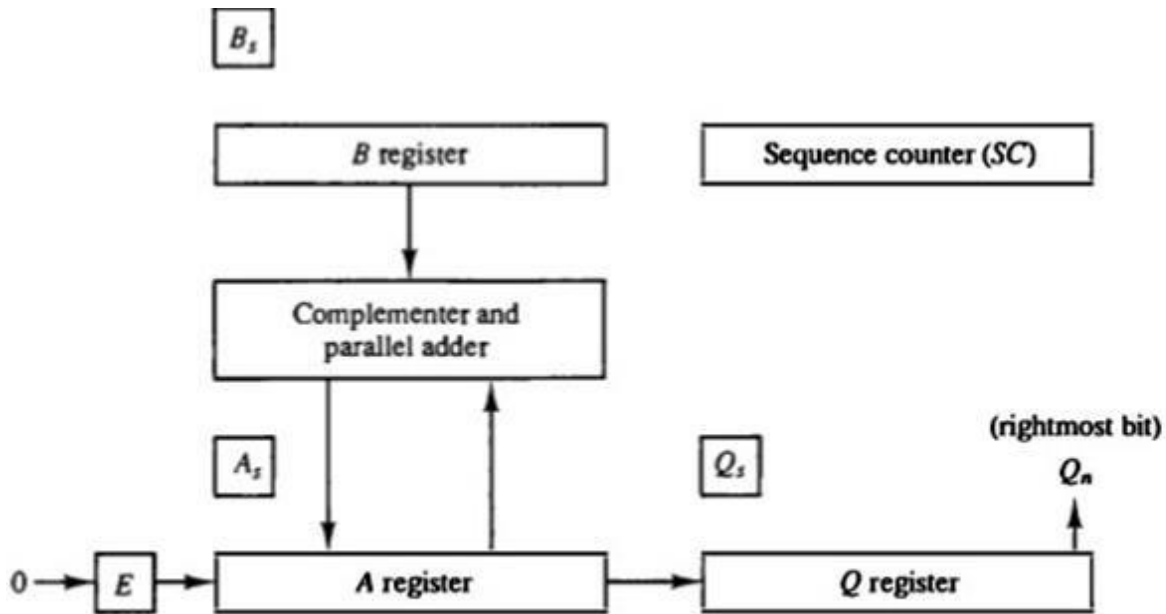 B_s
B register
Sequence counter (SC)
Complementer and
parallel adder
A_s
Q_s
(rightmost bit)
Q_n
0
E
A register
Q register